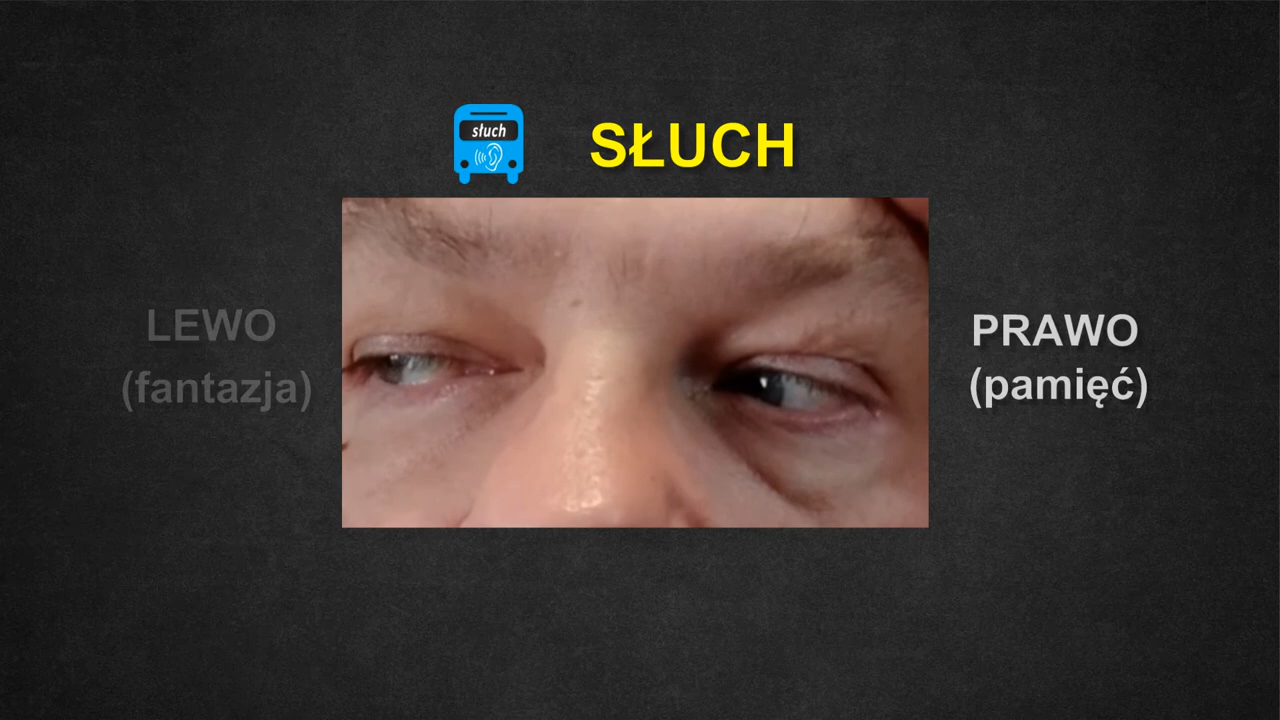 słuch
SŁUCH
LEWO
(fantazja)
PRAWO
(pamięć)